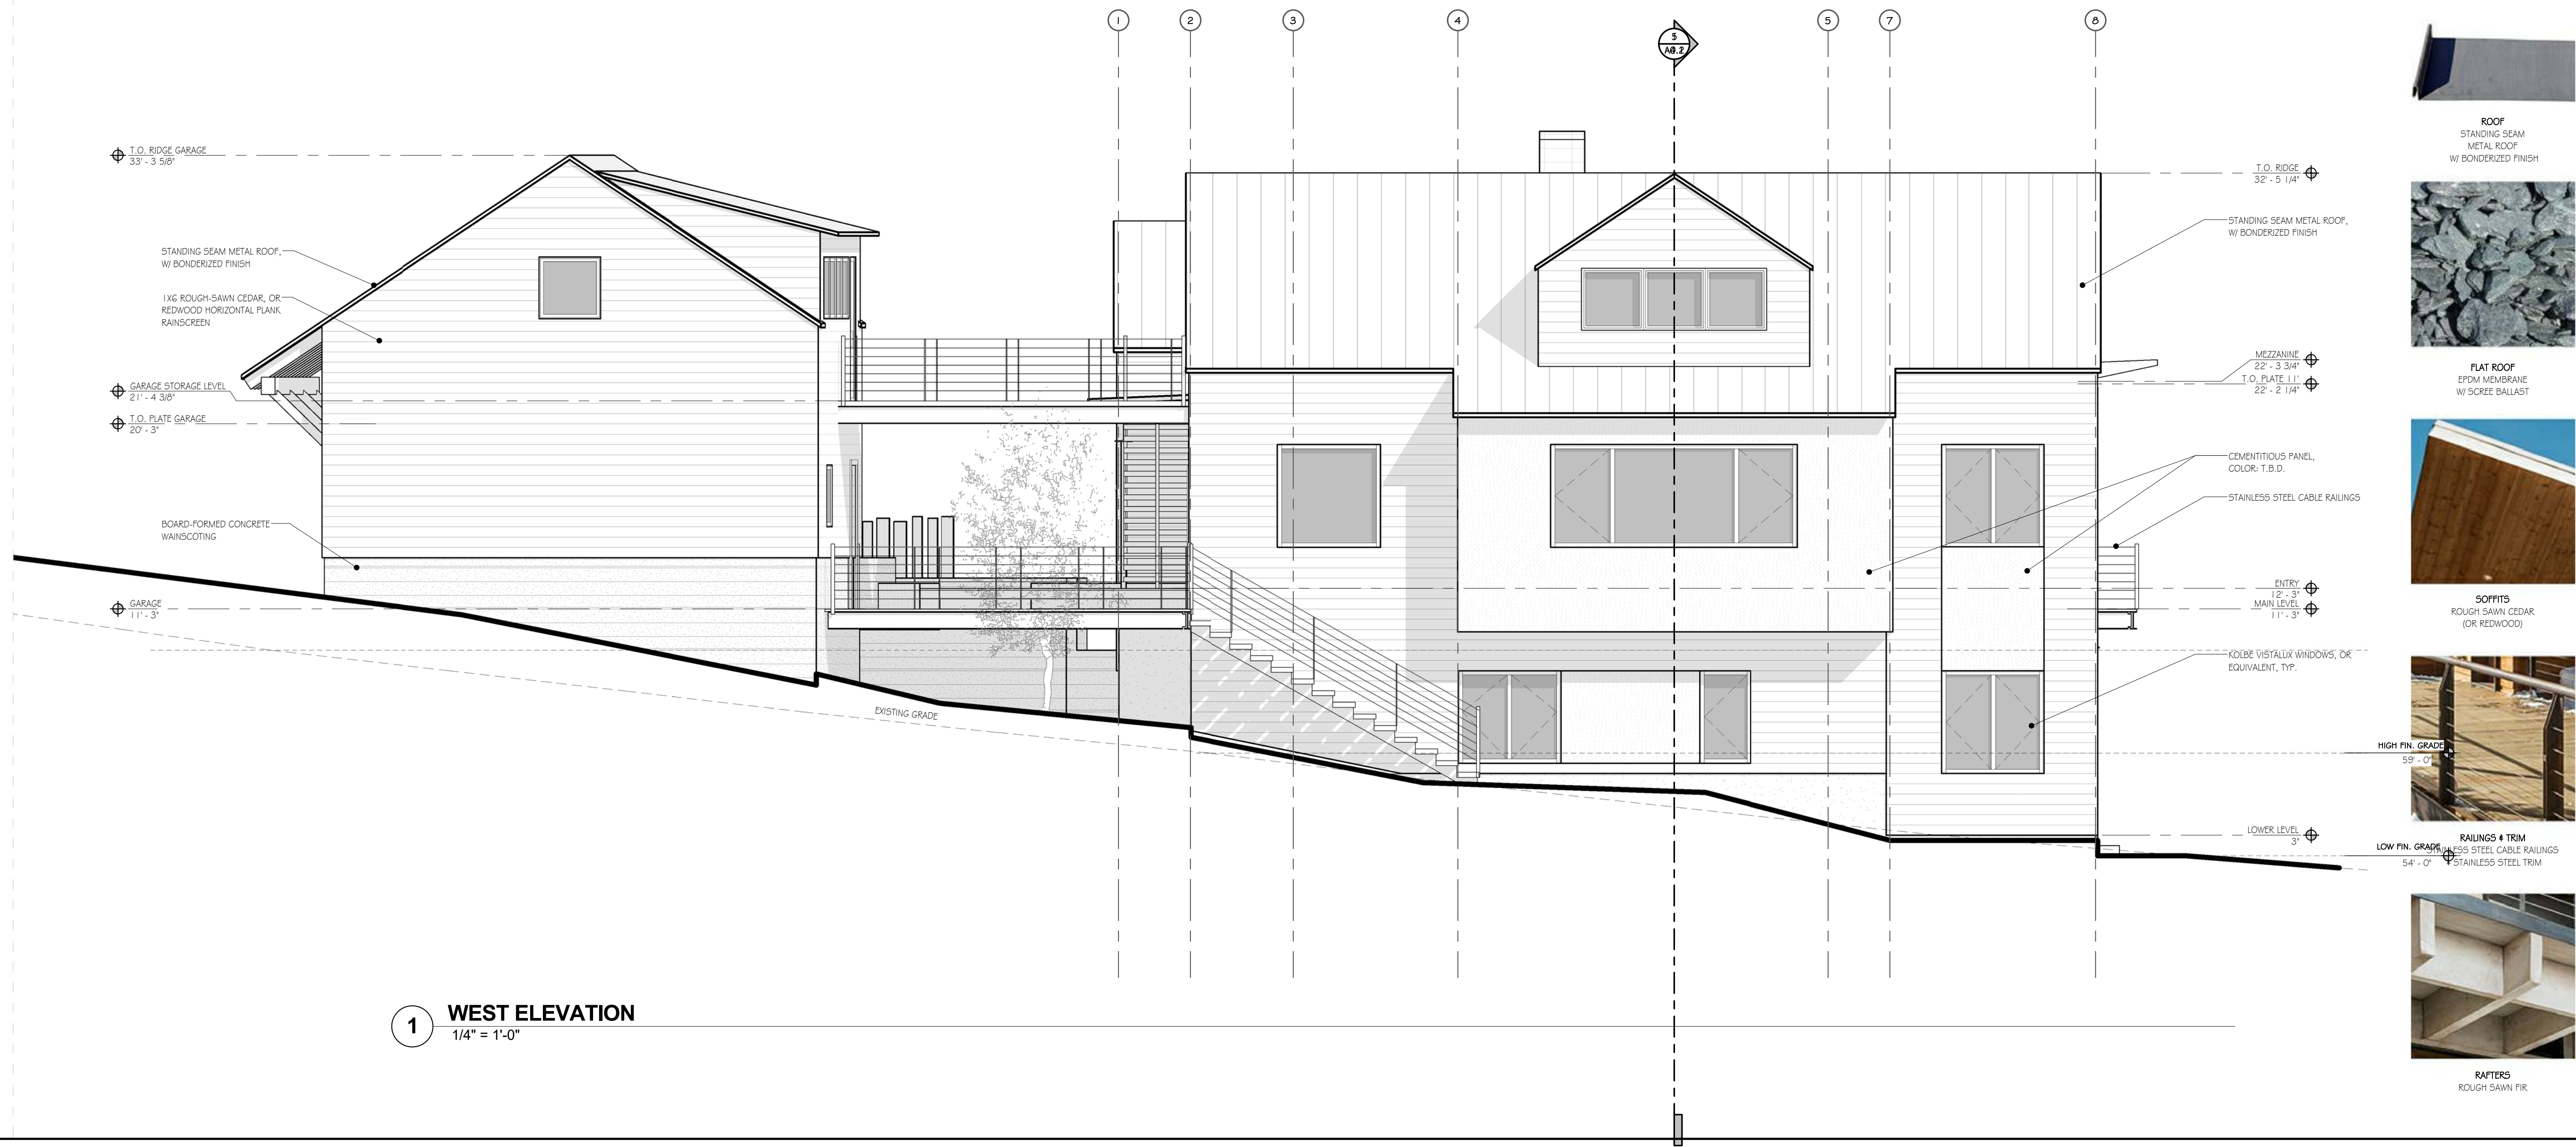 1
2
3
4
5
7
8
T.O. RIDGE GARAGE
33' - 3 5/8"
STANDING SEAM METAL ROOF,
W/ BONDERIZED FINISH
1X6 ROUGH-SAWN CEDAR, OR
REDWOOD HORIZONTAL PLANK
RAINSCREEN
GARAGE STORAGE LEVEL
21' - 4 3/8"
T.O. PLATE GARAGE
20' - 3"
BOARD-FORMED CONCRETE
WAINSCOTING
GARAGE
11' - 3"
EXISTING GRADE
T.O. RIDGE
32' - 5 1/4"
STANDING SEAM METAL ROOF,
W/ BONDERIZED FINISH
MEZZANINE
22' - 3 3/4"
T.O. PLATE 11'
22' - 2 1/4"
CEMENTITIOUS PANEL,
COLOR: T.B.D.
STAINLESS STEEL CABLE RAILINGS
ENTRY
12' - 3"
MAIN LEVEL
11' - 3"
KOLBE VISTALUX WINDOWS, OR
EQUIVALENT, TYP.
HIGH FIN. GRADE
59' - 0"
LOWER LEVEL
3"
LOW FIN. GRADE
54' - 0"
ROOF
STANDING SEAM
METAL ROOF
W/ BONDERIZED FINISH
FLAT ROOF
EPDM MEMBRANE
W/ SCREE BALLAST
SOFFITS
ROUGH SAWN CEDAR
(OR REDWOOD)
RAILINGS & TRIM
STAINLESS STEEL CABLE RAILINGS
STAINLESS STEEL TRIM
RAFTERS
ROUGH SAWN FIR
1
WEST ELEVATION
1/4" = 1'-0"